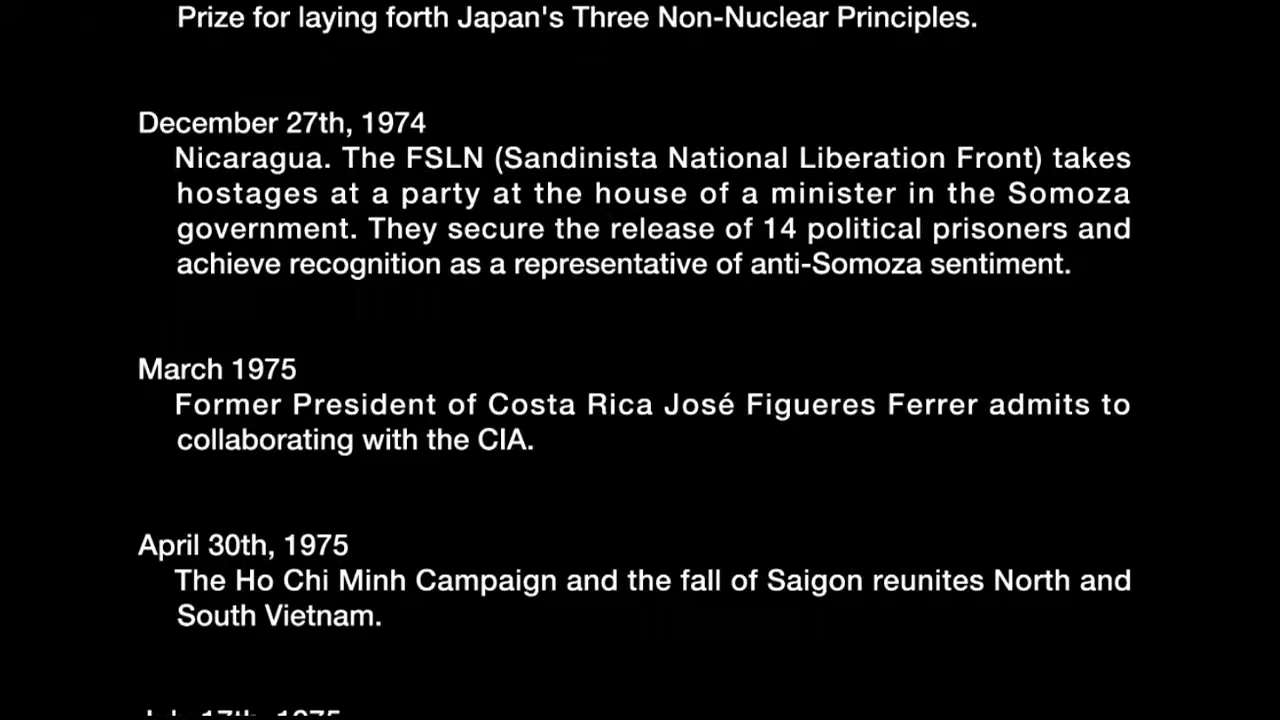 Prize for laying forth Japan's Three Non-Nuclear Principles.
December 27th, 1974
Nicaragua. The FSLN (Sandinista National Liberation Front) takes
hostages at a party at the house of a minister in the Somoza
government. They secure the release of 14 political prisoners and
achieve recognition as a representative of anti-Somoza sentiment.
March 1975
Former President of Costa Rica José Figueres Ferrer admits to
collaborating with the CIA.
April 30th, 1975
The Ho Chi Minh Campaign and the fall of Saigon reunites North and
South Vietnam.
July 17th, 1975